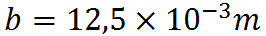 b = 12,5 × 10⁻³m